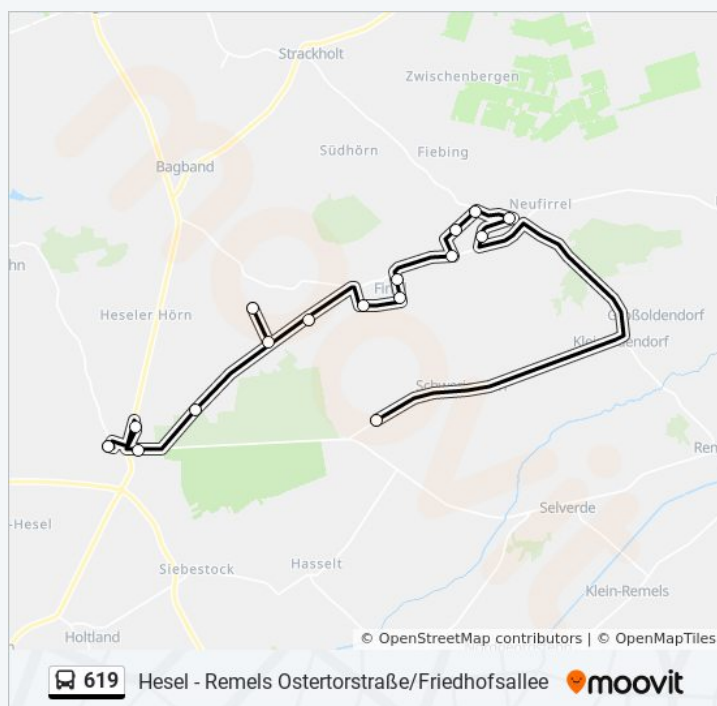 Strackholt
Zwischenbergen
Südhörn
Fiebing
Bagband
Neufirrel
Heseler Hörn
Großoldendorf
Selverde
Hasselt
Siebestock
Klein-Remels
-Hesel
Holtland
moovit
© OpenStreetMap contributors | © OpenMapTiles
619 Hesel - Remels Ostertorstraße/Friedhofsallee moovit